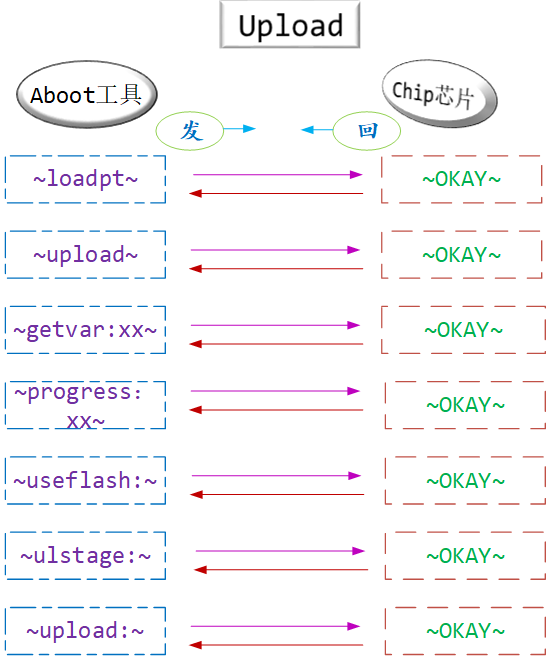 Upload
Aboot工具
Chip芯片
发
回
~loadpt~
~OKAY~
~upload~
~OKAY~
~getvar:xx~
~OKAY~
~progress:
xx~
~OKAY~
~useflash:~
~OKAY~
~ulstage:~
~OKAY~
~upload:~
~OKAY~